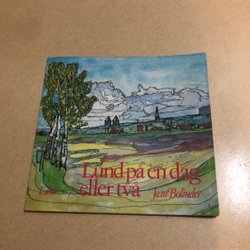 Lund på en dag
eller två
Jan Bolinder